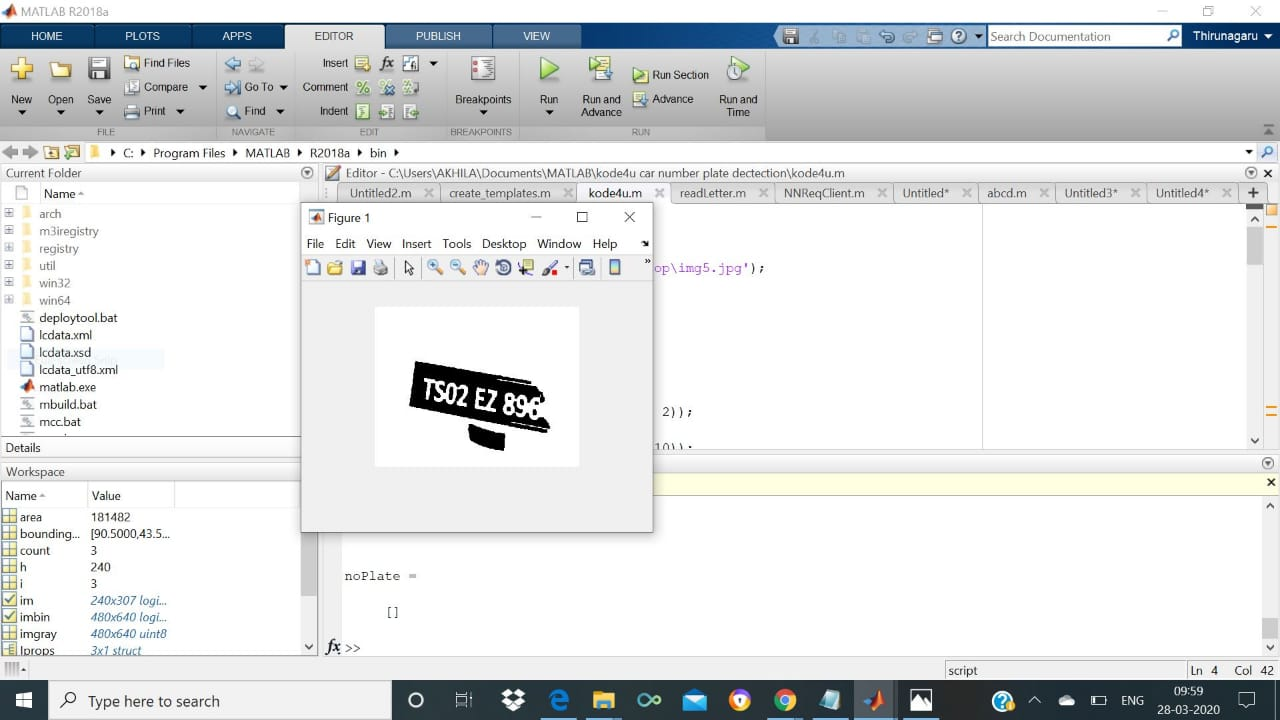 MATLAB R2018a
HOME PLOTS APPS EDITOR PUBLISH VIEW Search Documentation Thirunagaru
New Open Save Find Files Compare Print
FILE
Go To Find
NAVIGATE
Insert fx
Comment
Indent
EDIT
Breakpoints
BREAKPOINTS
Run Run and Advance Run Section Advance Run and Time
RUN
C: Program Files MATLAB R2018a bin
Current Folder
Name
arch
m3iregistry
registry
util
win32
win64
deploytool.bat
lcdata.xml
lcdata.xsd
lcdata_utf8.xml
matlab.exe
mbuild.bat
mcc.bat
Details
Workspace
Name Value
area 181482
bounding... [90.5000,43.5...
count 3
h 240
i 3
im 240x307 logi...
imbin 480x640 logi...
imgray 480x640 uint8
Iprops 3x1 struct
Editor - C:\Users\AKHILA\Documents\MATLAB\kode4u car number plate dectection\kode4u.m
Untitled2.m create_templates.m kode4u.m readLetter.m NNReqClient.m Untitled* abcd.m Untitled3* Untitled4*
op\img5.jpg');
2));
10));
Figure 1
File Edit View Insert Tools Desktop Window Help
TS02 EZ 896
noPlate =
[]
fx >>
script Ln 4 Col 42
Type here to search
ENG
09:59
28-03-2020